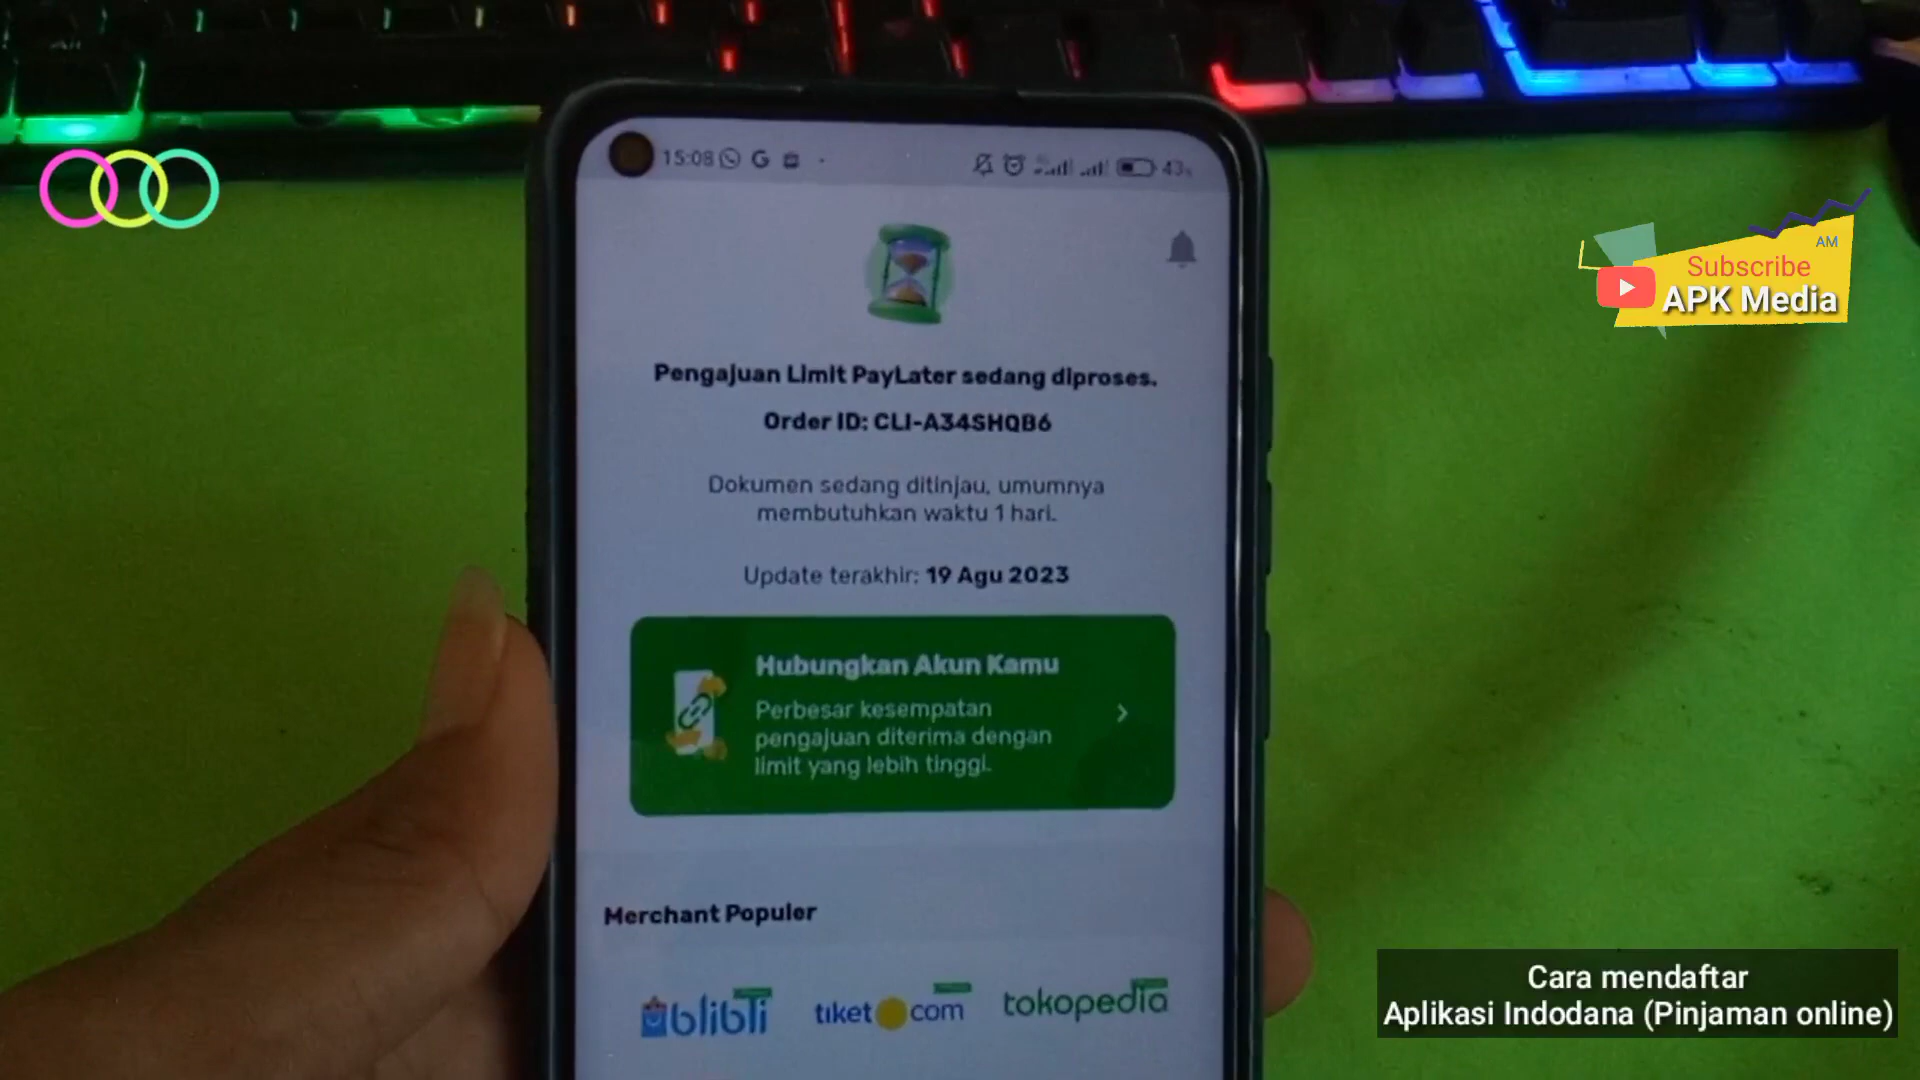 15:08
43
Pengajuan Limit PayLater sedang diproses.
Order ID: CLI-A34SHQB6
Dokumen sedang ditinjau, umumnya
membutuhkan waktu 1 hari.
Update terakhir: 19 Agu 2023
Hubungkan Akun Kamu
Perbesar kesempatan
pengajuan diterima dengan
limit yang lebih tinggi.
Merchant Populer
blibli
tiket.com
tokopedia
AM
Subscribe
APK Media
Cara mendaftar
Aplikasi Indodana (Pinjaman online)